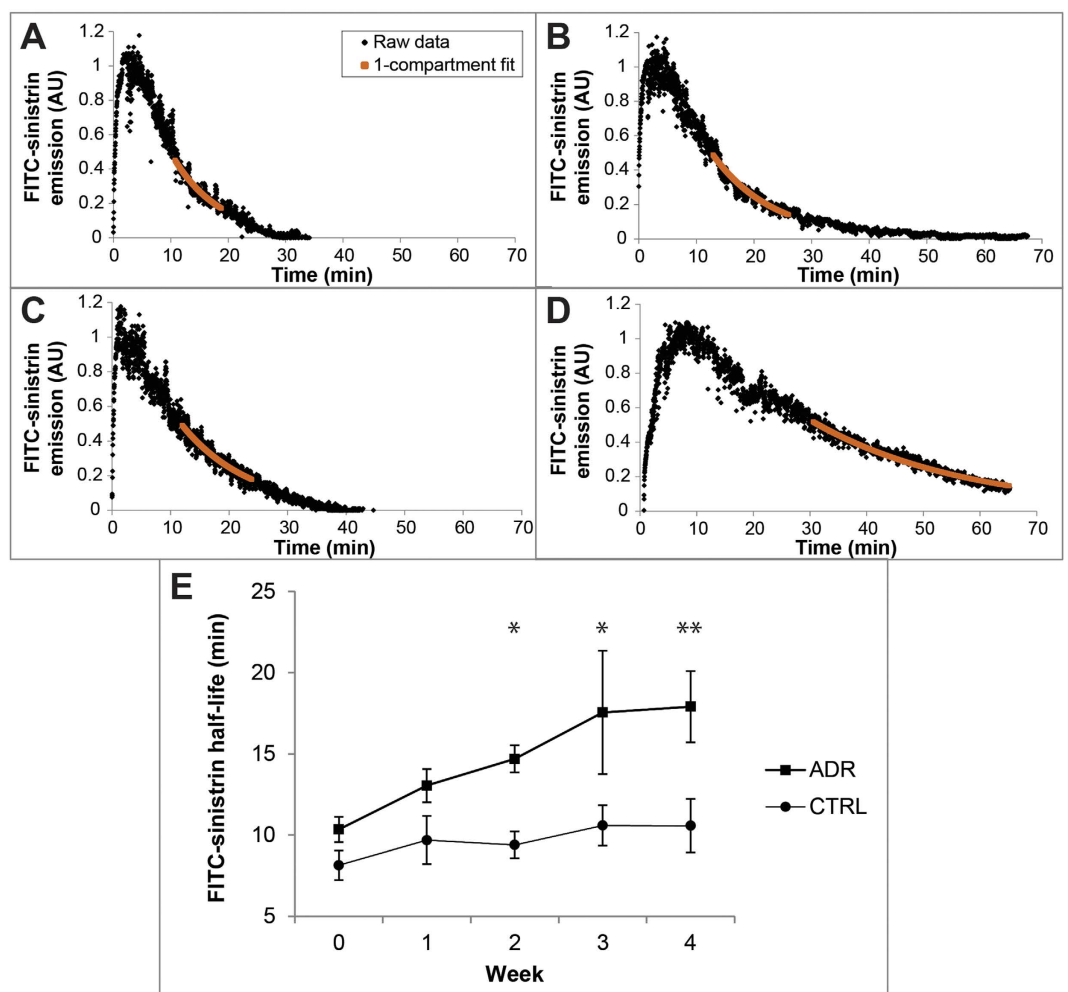 A
FITC-sinistrin
emission (AU)
1.2
1
0.8
0.6
0.4
0.2
0
Raw data
1-compartment fit
0 10 20 30 40 50 60 70
Time (min)
B
FITC-sinistrin
emission (AU)
1.2
1
0.8
0.6
0.4
0.2
0
0 10 20 30 40 50 60 70
Time (min)
C
FITC-sinistrin
emission (AU)
1.2
1
0.8
0.6
0.4
0.2
0
0 10 20 30 40 50 60 70
Time (min)
D
FITC-sinistrin
emission (AU)
1.2
1
0.8
0.6
0.4
0.2
0
0 10 20 30 40 50 60 70
Time (min)
E
FITC-sinistrin half-life (min)
25
20
15
10
5
* * **
ADR
CTRL
0 1 2 3 4
Week